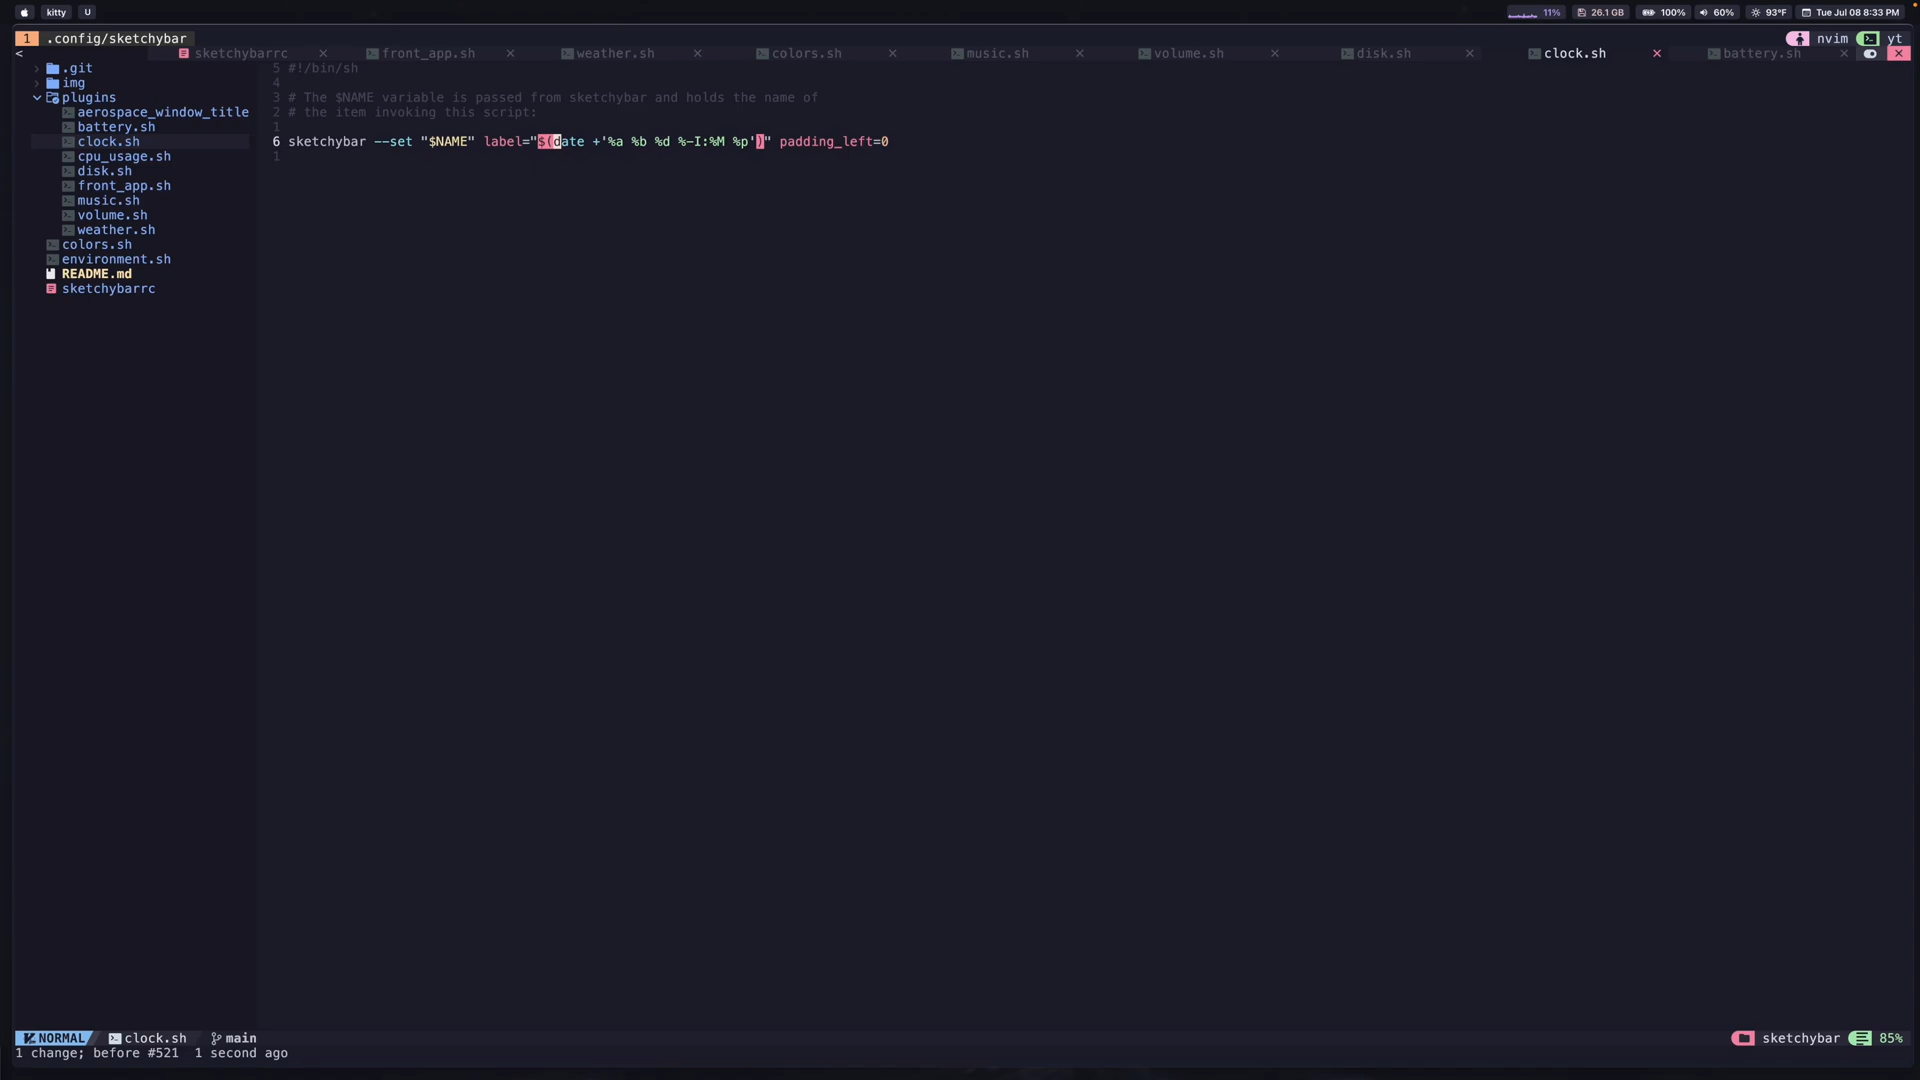 kitty U 11% 26.1 GB 100% 60% 93°F Tue Jul 08 8:33 PM
1 .config/sketchybar nvim yt
< sketchybarrc × front_app.sh × weather.sh × colors.sh × music.sh × volume.sh × disk.sh × clock.sh × battery.sh × ×
.git
img
plugins
aerospace_window_title
battery.sh
clock.sh
cpu_usage.sh
disk.sh
front_app.sh
music.sh
volume.sh
weather.sh
colors.sh
environment.sh
README.md
sketchybarrc
5 #!/bin/sh
4
3 # The $NAME variable is passed from sketchybar and holds the name of
2 # the item invoking this script:
1
6 sketchybar --set "$NAME" label="$(date +'%a %b %d %-I:%M %p')" padding_left=0
1
NORMAL clock.sh main sketchybar 85%
1 change; before #521 1 second ago